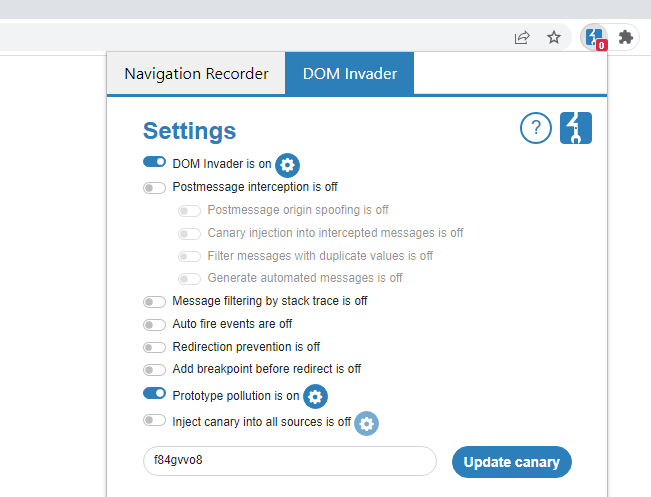 0
Navigation Recorder
DOM Invader
Settings
?
DOM Invader is on
Postmessage interception is off
Postmessage origin spoofing is off
Canary injection into intercepted messages is off
Filter messages with duplicate values is off
Generate automated messages is off
Message filtering by stack trace is off
Auto fire events are off
Redirection prevention is off
Add breakpoint before redirect is off
Prototype pollution is on
Inject canary into all sources is off
f84gvvo8
Update canary